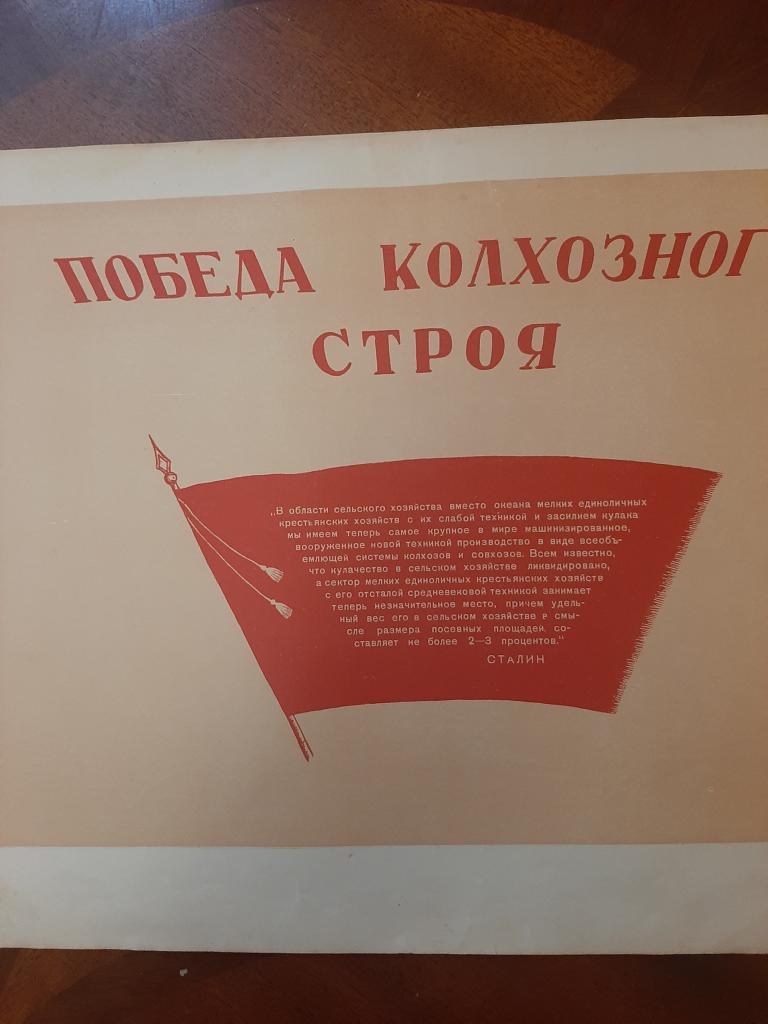 ПОБЕДА КОЛХОЗНОГ
СТРОЯ
„В области сельского хозяйства вместо океана мелких единоличных
крестьянских хозяйств с их слабой техникой и засилием кулака
мы имеем теперь самое крупное в мире машинизированное,
вооруженное новой техникой производство в виде всеобъ-
емлющей системы колхозов и совхозов. Всем известно,
что кулачество в сельском хозяйстве ликвидировано,
а сектор мелких единоличных крестьянских хозяйств
с его отсталой средневековой техникой занимает
теперь незначительное место, причем удель-
ный вес его в сельском хозяйстве в смы-
сле размера посевных площадей со-
ставляет не более 2—3 процентов.“
СТАЛИН